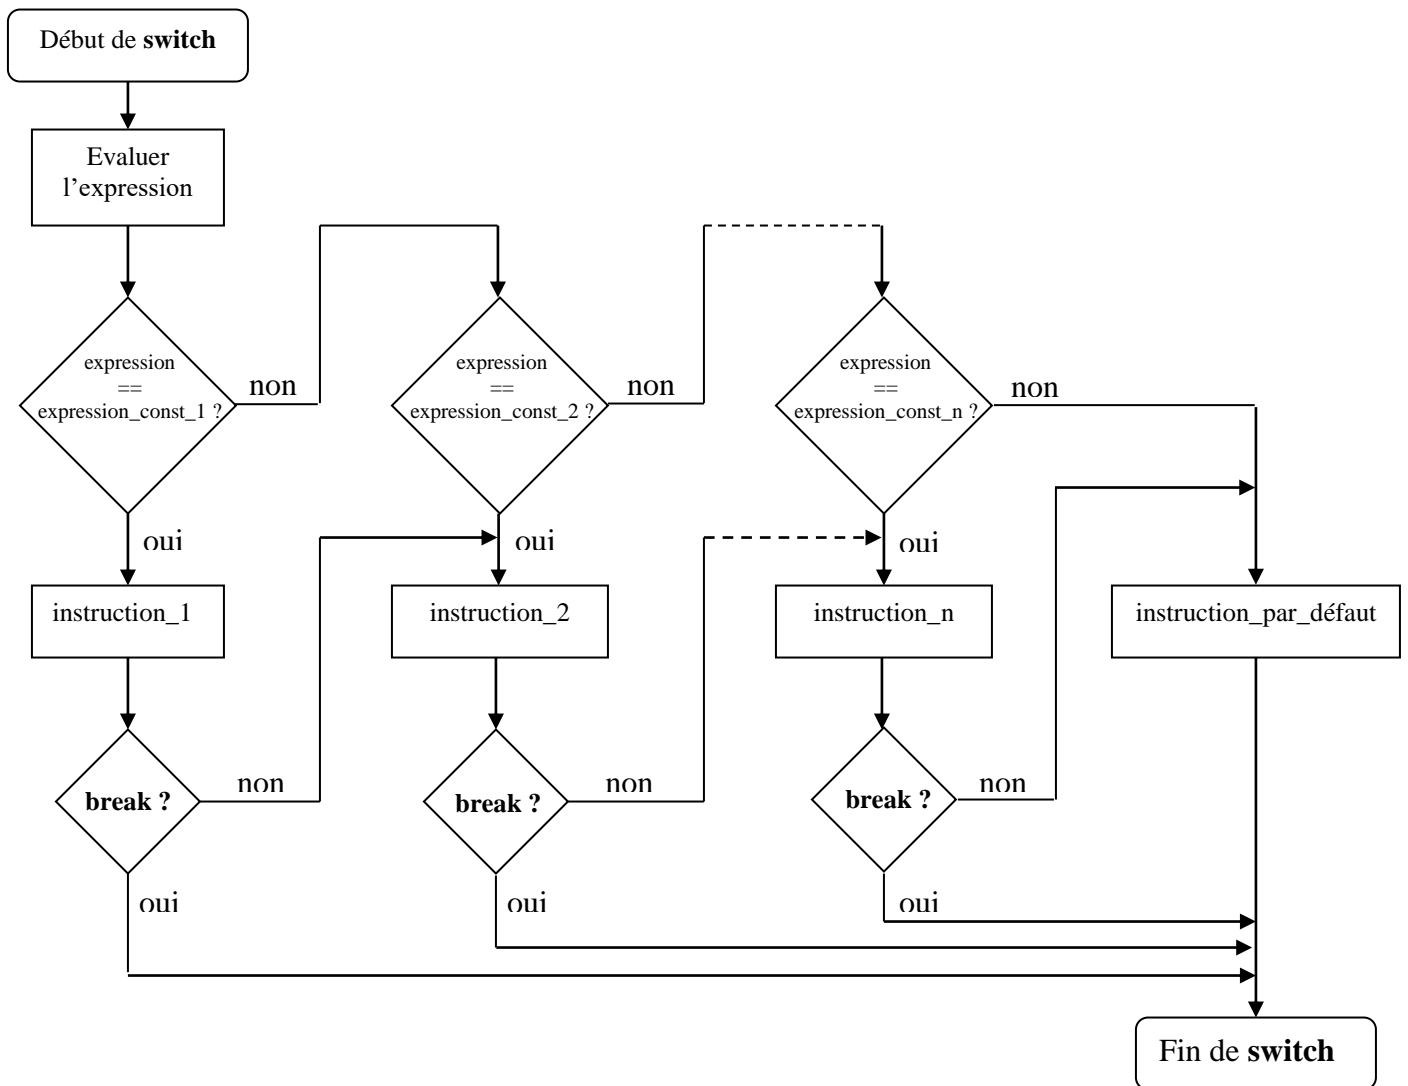 Début de switch
Evaluer
l’expression
expression
==
expression_const_1 ?
non
expression
==
expression_const_2 ?
non
expression
==
expression_const_n ?
non
oui
oui
oui
instruction_1
instruction_2
instruction_n
instruction_par_défaut
break ?
non
break ?
non
break ?
non
oui
oui
oui
Fin de switch